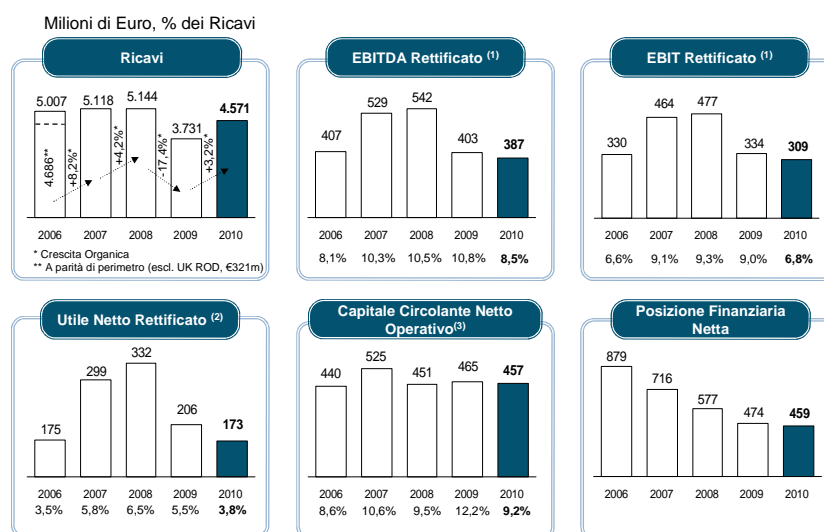 Milioni di Euro, % dei Ricavi
Ricavi
5.007 5.118 5.144 3.731 4.571
4.686** +8,2%* +4,2%* -17,4%* +3,2%*
2006 2007 2008 2009 2010
* Crescita Organica
** A parità di perimetro (escl. UK ROD, €321m)
EBITDA Rettificato (1)
407 529 542 403 387
2006 2007 2008 2009 2010
8,1% 10,3% 10,5% 10,8% 8,5%
EBIT Rettificato (1)
330 464 477 334 309
2006 2007 2008 2009 2010
6,6% 9,1% 9,3% 9,0% 6,8%
Utile Netto Rettificato (2)
175 299 332 206 173
2006 2007 2008 2009 2010
3,5% 5,8% 6,5% 5,5% 3,8%
Capitale Circolante Netto
Operativo(3)
440 525 451 465 457
2006 2007 2008 2009 2010
8,6% 10,6% 9,5% 12,2% 9,2%
Posizione Finanziaria
Netta
879 716 577 474 459
2006 2007 2008 2009 2010